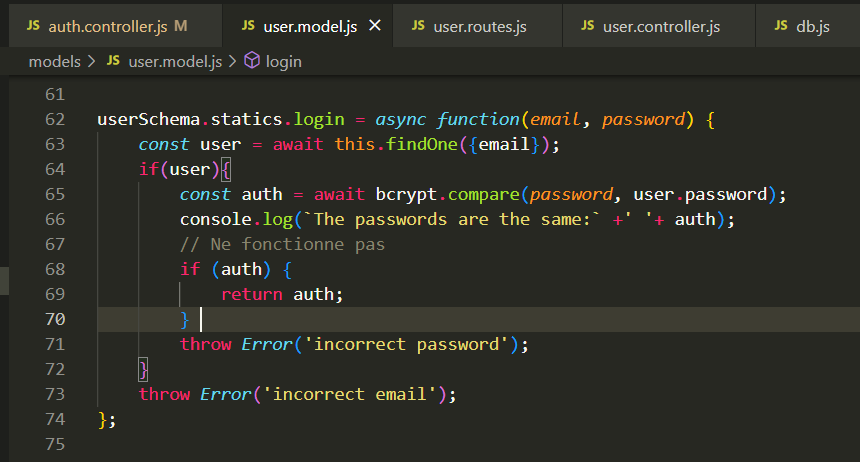 JS auth.controller.js M JS user.model.js × JS user.routes.js JS user.controller.js JS db.js
models > JS user.model.js > login
61
62 userSchema.statics.login = async function(email, password) {
63 const user = await this.findOne({email});
64 if(user){
65 const auth = await bcrypt.compare(password, user.password);
66 console.log(`The passwords are the same:` +' '+ auth);
67 // Ne fonctionne pas
68 if (auth) {
69 return auth;
70 }
71 throw Error('incorrect password');
72 }
73 throw Error('incorrect email');
74 };
75